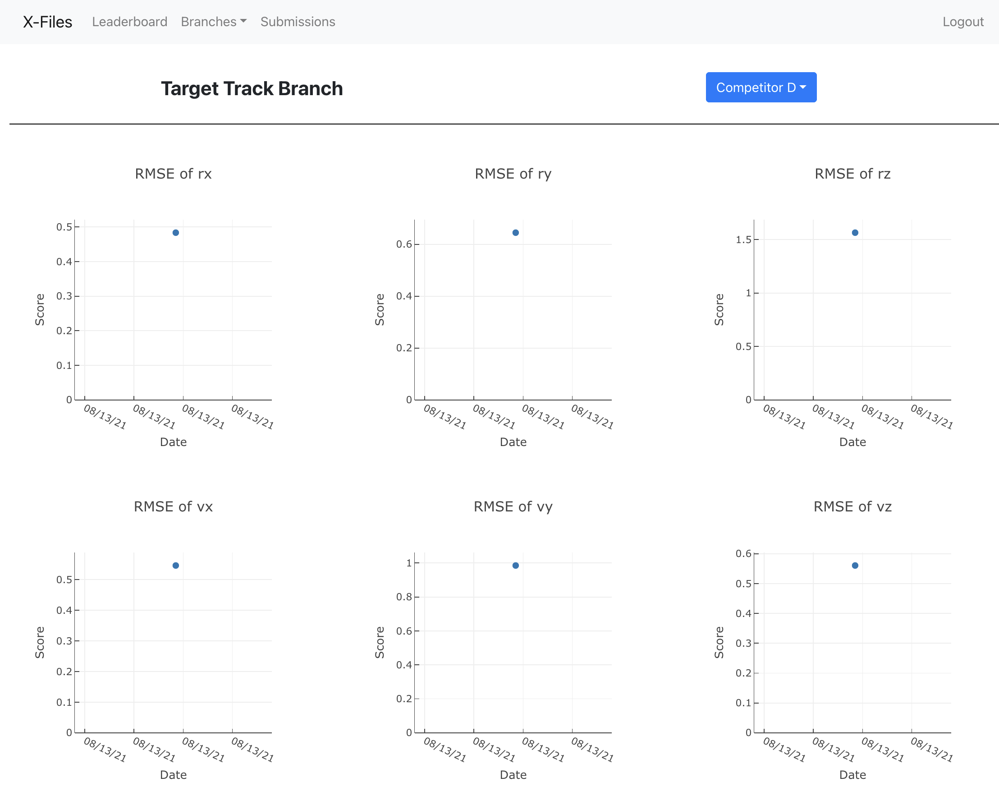 X-Files Leaderboard Branches Submissions Logout
Target Track Branch
Competitor D
RMSE of rx
0.5
0.4
0.3
0.2
0.1
0
Score
08/13/21 08/13/21 08/13/21 08/13/21
Date
RMSE of ry
0.6
0.4
0.2
0
Score
08/13/21 08/13/21 08/13/21 08/13/21
Date
RMSE of rz
1.5
1
0.5
0
Score
08/13/21 08/13/21 08/13/21 08/13/21
Date
RMSE of vx
0.5
0.4
0.3
0.2
0.1
0
Score
08/13/21 08/13/21 08/13/21 08/13/21
Date
RMSE of vy
1
0.8
0.6
0.4
0.2
0
Score
08/13/21 08/13/21 08/13/21 08/13/21
Date
RMSE of vz
0.6
0.5
0.4
0.3
0.2
0.1
0
Score
08/13/21 08/13/21 08/13/21 08/13/21
Date